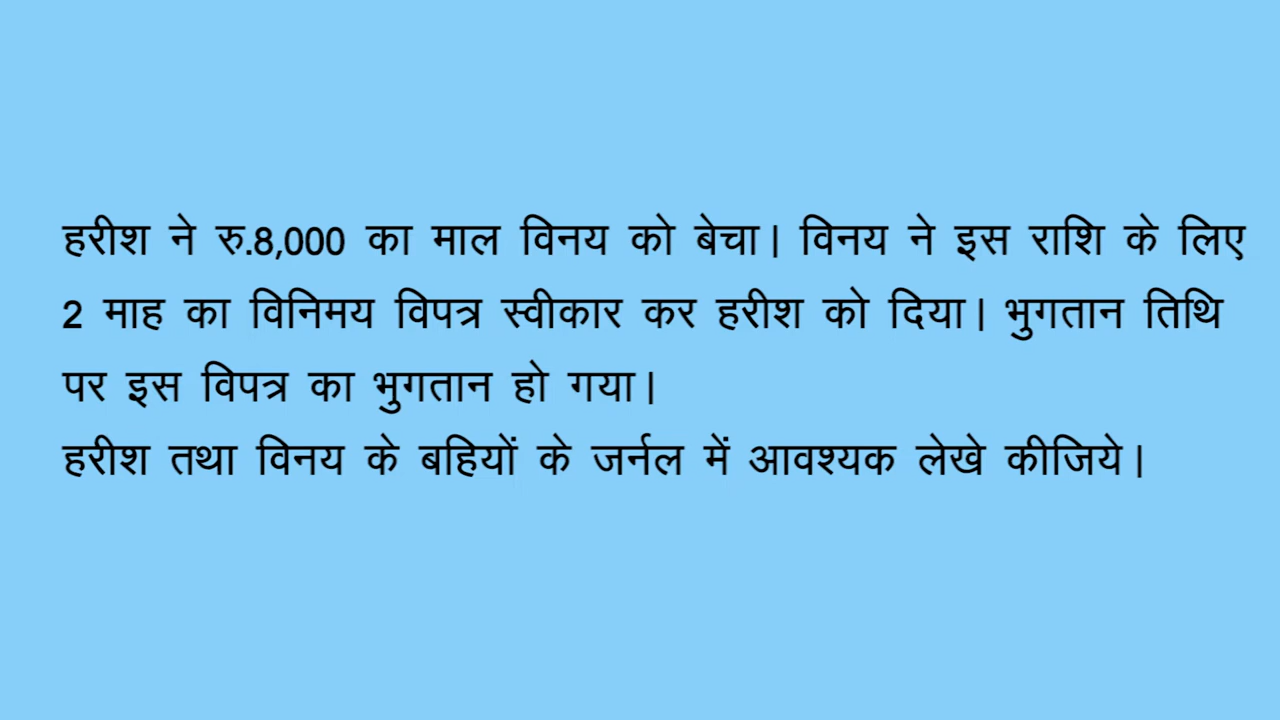 हरीश ने रु.8,000 का माल विनय को बेचा। विनय ने इस राशि के लिए
2 माह का विनिमय विपत्र स्वीकार कर हरीश को दिया। भुगतान तिथि
पर इस विपत्र का भुगतान हो गया।
हरीश तथा विनय के बहियों के जर्नल में आवश्यक लेखे कीजिये।